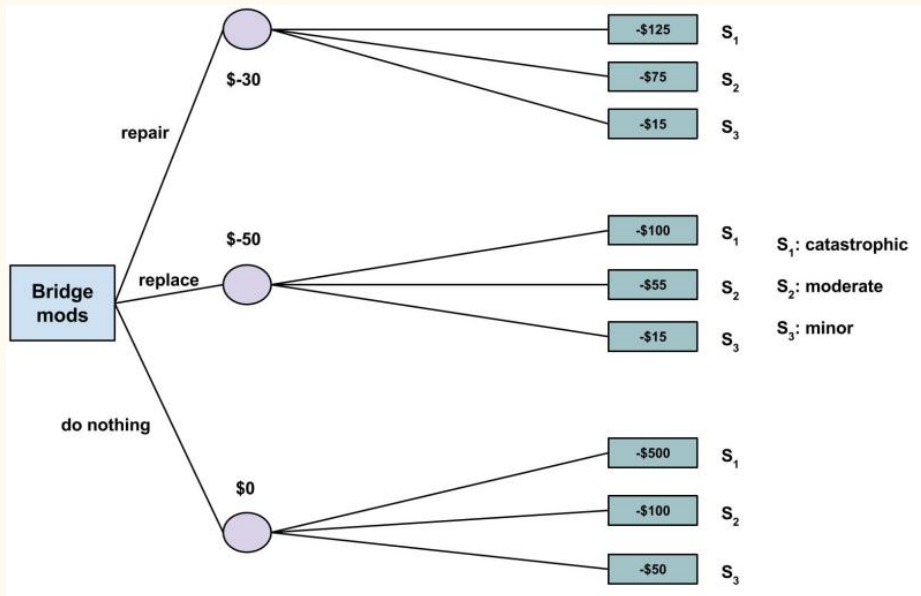 -$125 S₁
$-30
-$75 S₂
-$15 S₃
repair
$-50
-$100 S₁
S₁: catastrophic
Bridge
mods
replace
-$55 S₂
S₂: moderate
-$15 S₃
S₃: minor
do nothing
-$500 S₁
$0
-$100 S₂
-$50 S₃